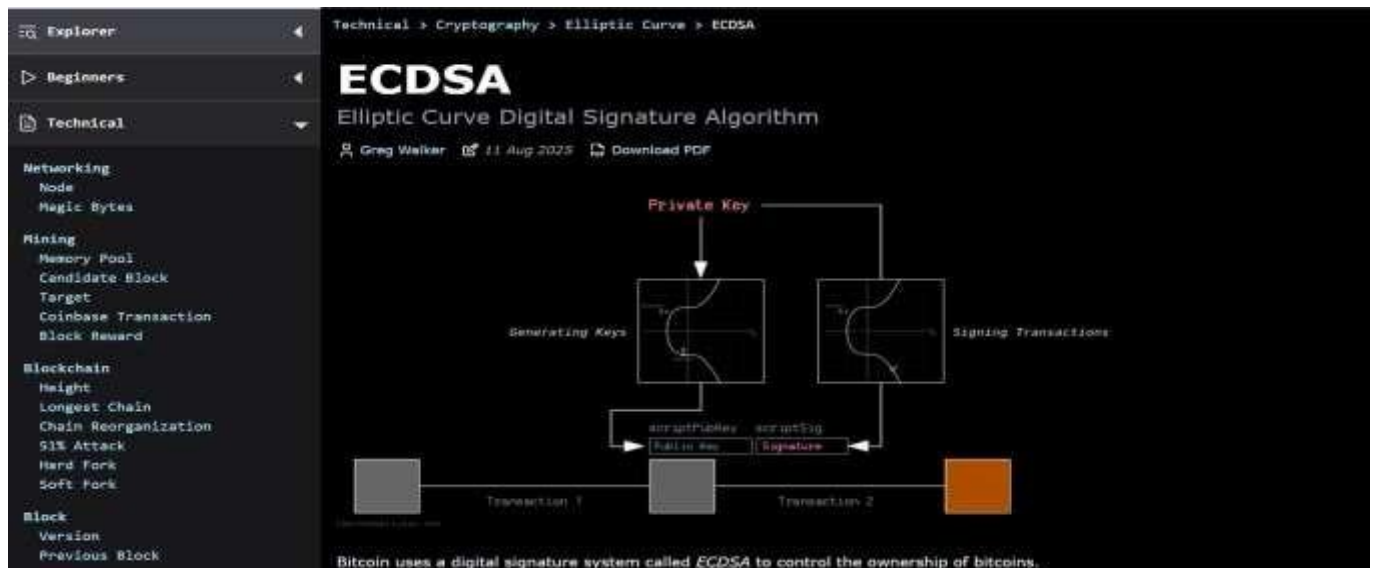 Explorer
Beginners
Technical
Networking
Node
Magic Bytes
Mining
Memory Pool
Candidate Block
Target
Coinbase Transaction
Block Reward
Blockchain
Height
Longest Chain
Chain Reorganization
51% Attack
Hard Fork
Soft Fork
Block
Version
Previous Block
Technical > Cryptography > Elliptic Curve > ECDSA
ECDSA
Elliptic Curve Digital Signature Algorithm
Greg Walker 11 Aug 2025 Download PDF
Private Key
Generating Keys
Signing Transactions
scriptPubKey scriptSig
Public Key Signature
Transaction 1 Transaction 2
Bitcoin uses a digital signature system called ECDSA to control the ownership of bitcoins.